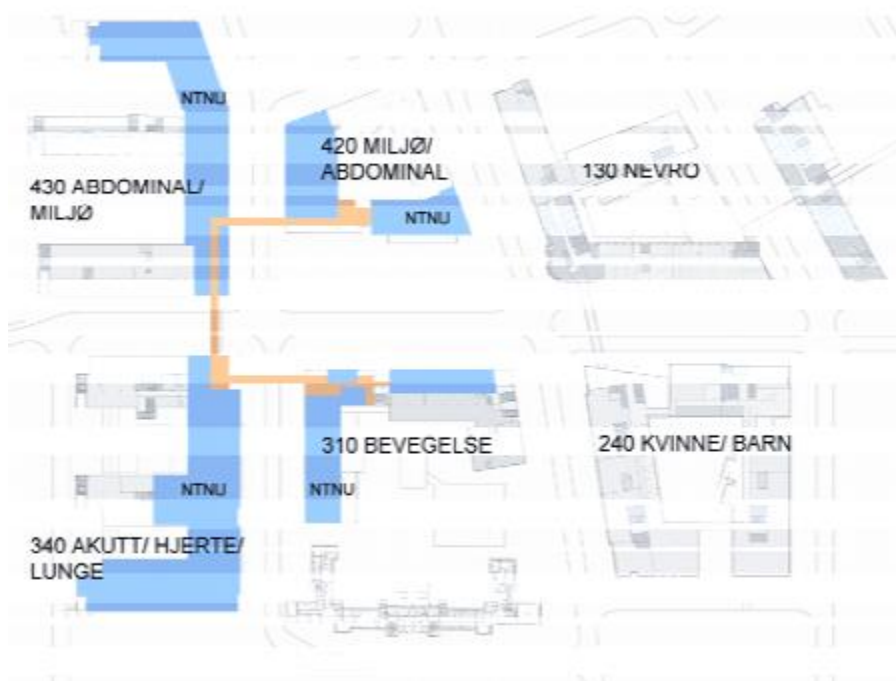 NTNU
420 MILJØ/
ABDOMINAL
130 NEVRO
430 ABDOMINAL/
MILJØ
NTNU
310 BEVEGELSE
240 KVINNE/ BARN
NTNU
NTNU
340 AKUTT/ HJERTE/
LUNGE